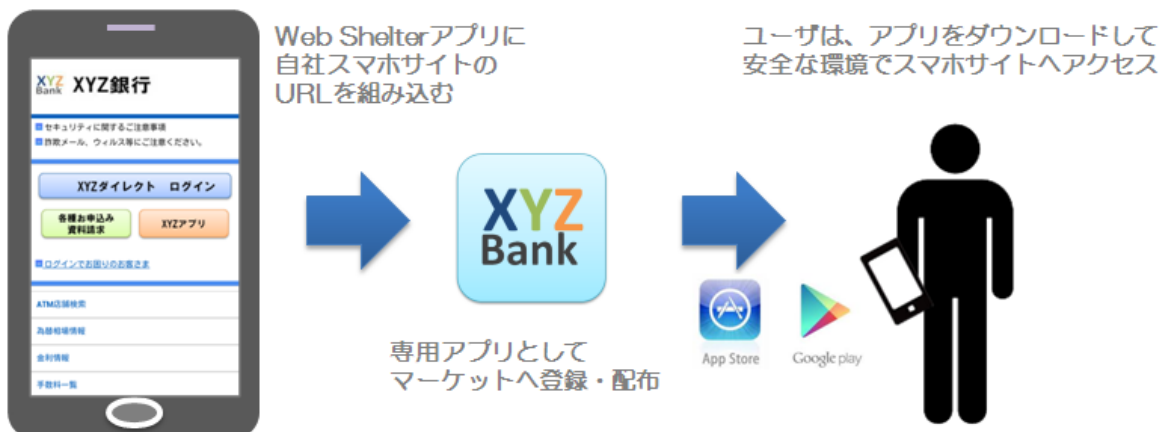 XYZ
Bank XYZ銀行
セキュリティに関するご注意事項
詐欺メール、ウィルス等にご注意ください。
XYZダイレクト ログイン
各種お申込み
資料請求
XYZアプリ
ログインでお困りのお客さま
ATM店舗検索
為替相場情報
金利情報
手数料一覧
Web Shelterアプリに
自社スマホサイトの
URLを組み込む
XYZ
Bank
専用アプリとして
マーケットへ登録・配布
ユーザは、アプリをダウンロードして
安全な環境でスマホサイトへアクセス
App Store
Google play